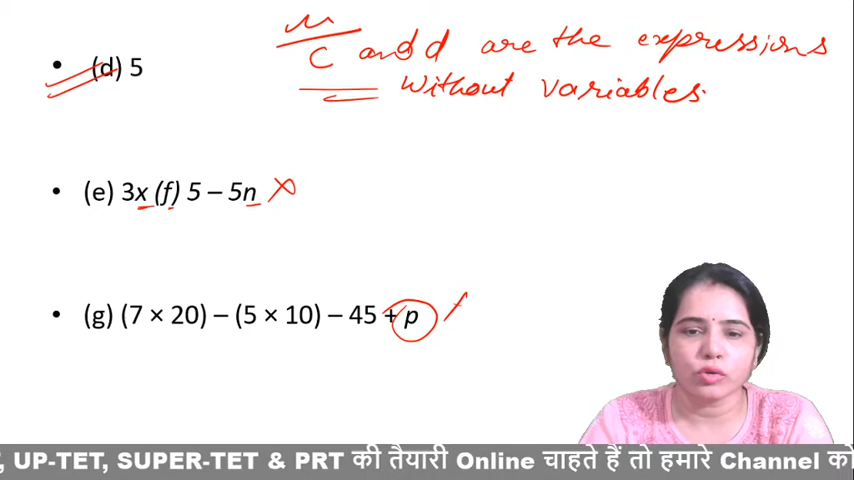 C and d are the expressions
• (d) 5
without variables.
• (e) 3x (f) 5 – 5n ×
• (g) (7 × 20) – (5 × 10) – 45 + p
, UP-TET, SUPER-TET & PRT की तैयारी Online चाहते हैं तो हमारे Channel को